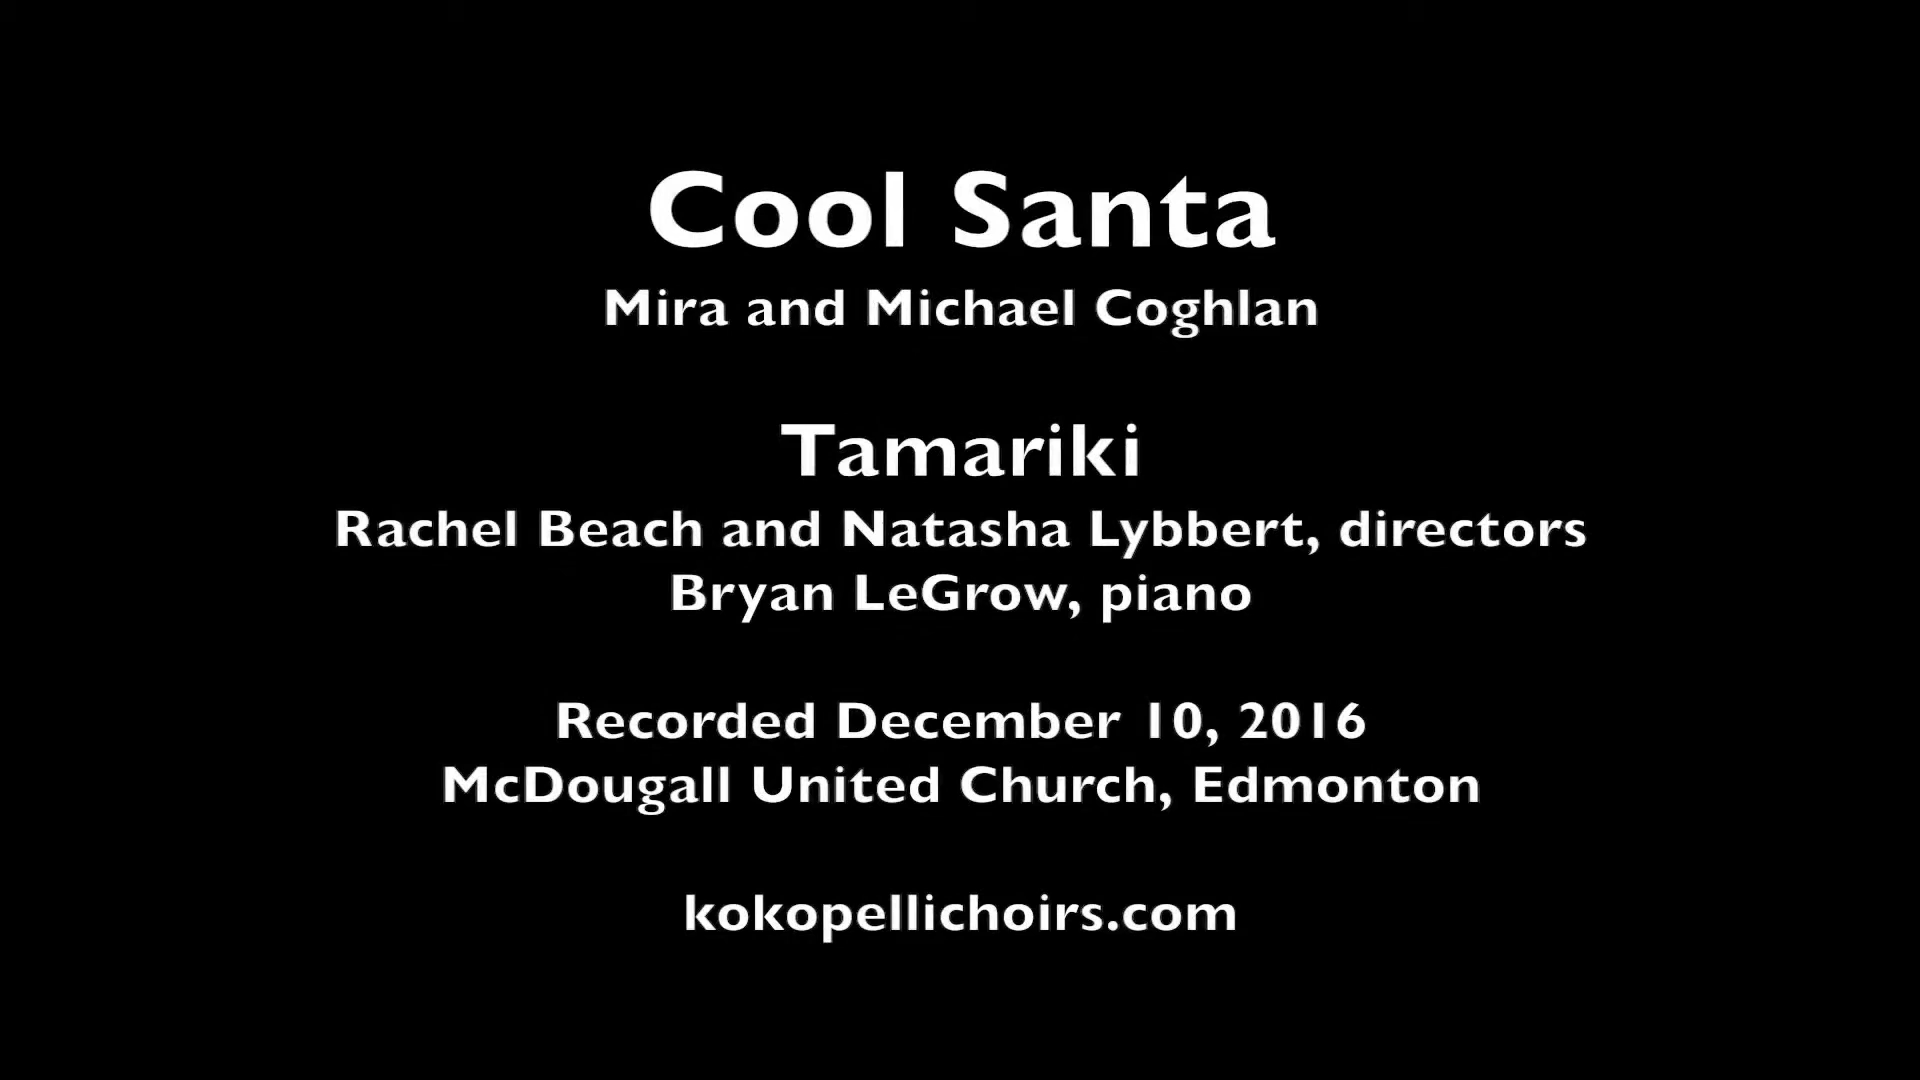 Cool Santa
Mira and Michael Coghlan
Tamariki
Rachel Beach and Natasha Lybbert, directors
Bryan LeGrow, piano
Recorded December 10, 2016
McDougall United Church, Edmonton
kokopellichoirs.com